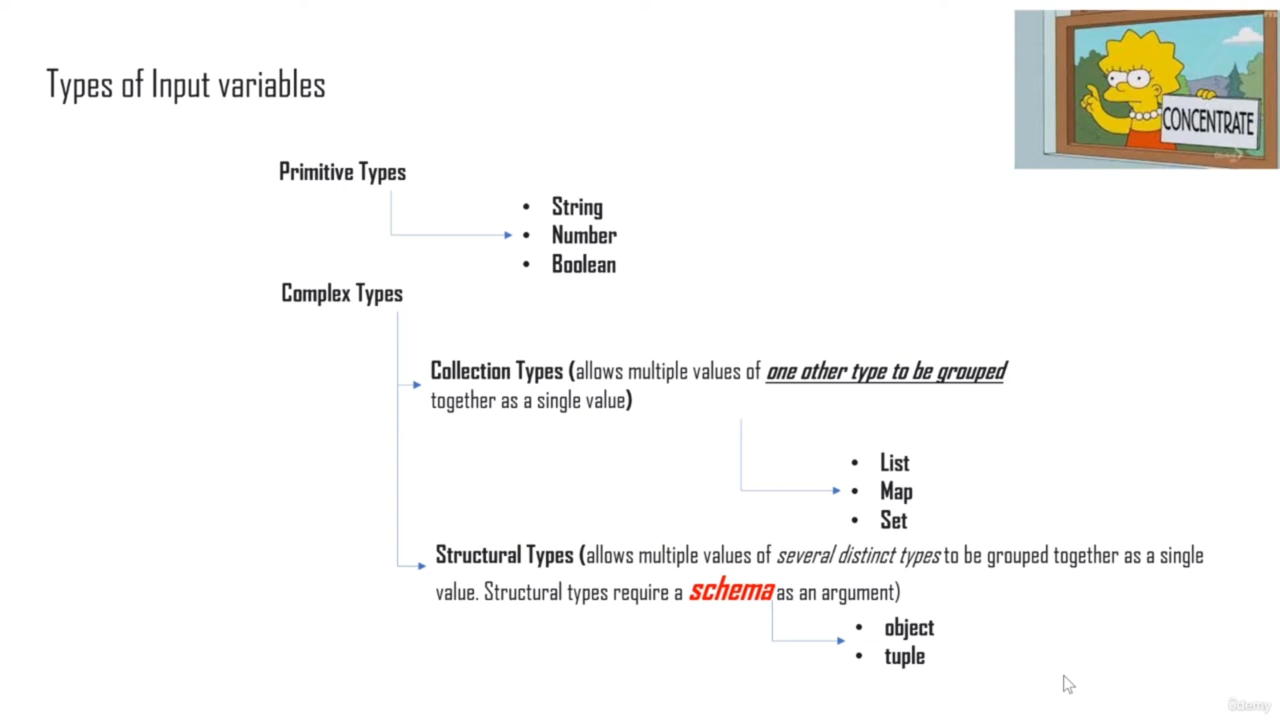 Types of Input variables
CONCENTRATE
Primitive Types
• String
• Number
• Boolean
Complex Types
Collection Types (allows multiple values of one other type to be grouped
together as a single value)
• List
• Map
• Set
Structural Types (allows multiple values of several distinct types to be grouped together as a single
value. Structural types require a schema as an argument)
• object
• tuple
ûdemy